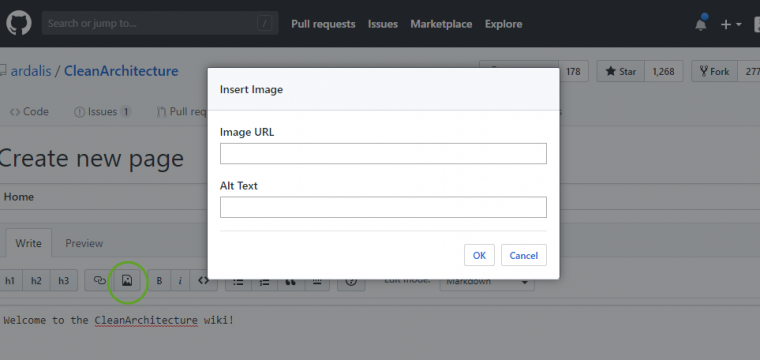 Search or jump to...
/
Pull requests Issues Marketplace Explore
ardalis / CleanArchitecture
178 Star 1,268 Fork 277
Code Issues 1 Pull req
Create new page
Home
Insert Image
Image URL
Alt Text
OK Cancel
Write Preview
h1 h2 h3 B i <> Edit mode: Markdown
Welcome to the CleanArchitecture wiki!